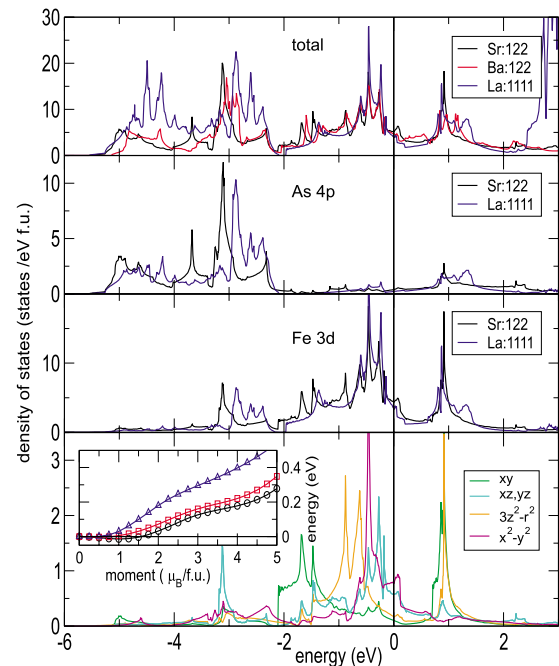 total
30
20
10
0
Sr:122
Ba:122
La:1111
As 4p
10
5
0
Sr:122
La:1111
Fe 3d
10
0
Sr:122
La:1111
density of states (states /eV f.u.)
3
2
1
0
xy
xz,yz
3z²-r²
x²-y²
0.4
0.2
0
energy (eV)
0 1 2 3 4 5
moment ( μB/f.u.)
-6 -4 -2 0 2
energy (eV)